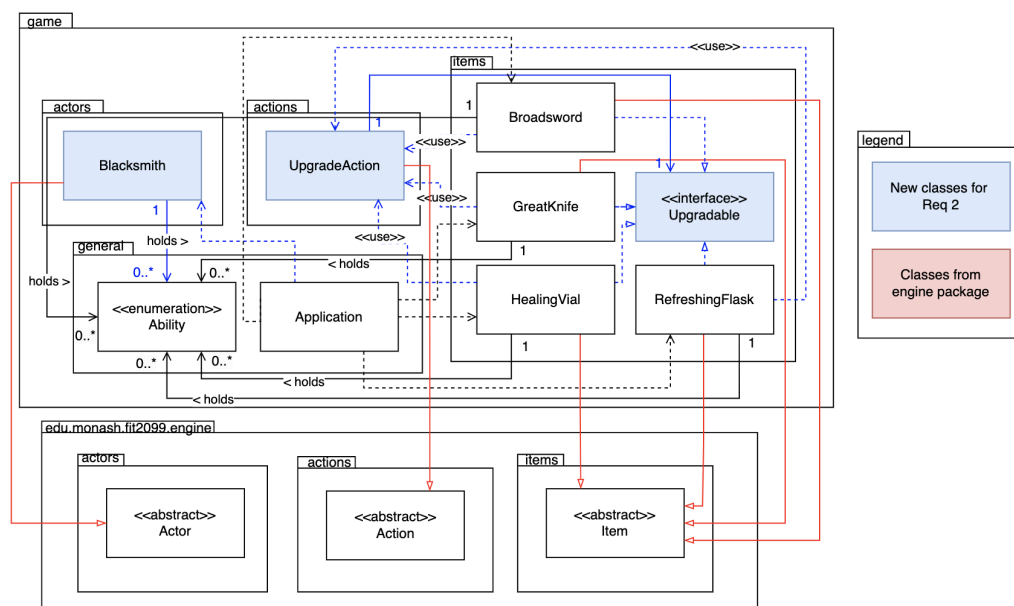 game
<<use>>
items
actors
actions
1
Broadsword
1
<<use>>
Blacksmith
UpgradeAction
1
<<interface>>
Upgradable
<<use>>
GreatKnife
1
holds >
<<use>>
general
1
< holds
0..*
0..*
holds >
<<enumeration>>
Ability
Application
HealingVial
RefreshingFlask
0..*
1
1
0..*
0..*
< holds
< holds
legend
New classes for
Req 2
Classes from
engine package
edu.monash.fit2099.engine
actors
actions
items
<<abstract>>
Actor
<<abstract>>
Action
<<abstract>>
Item